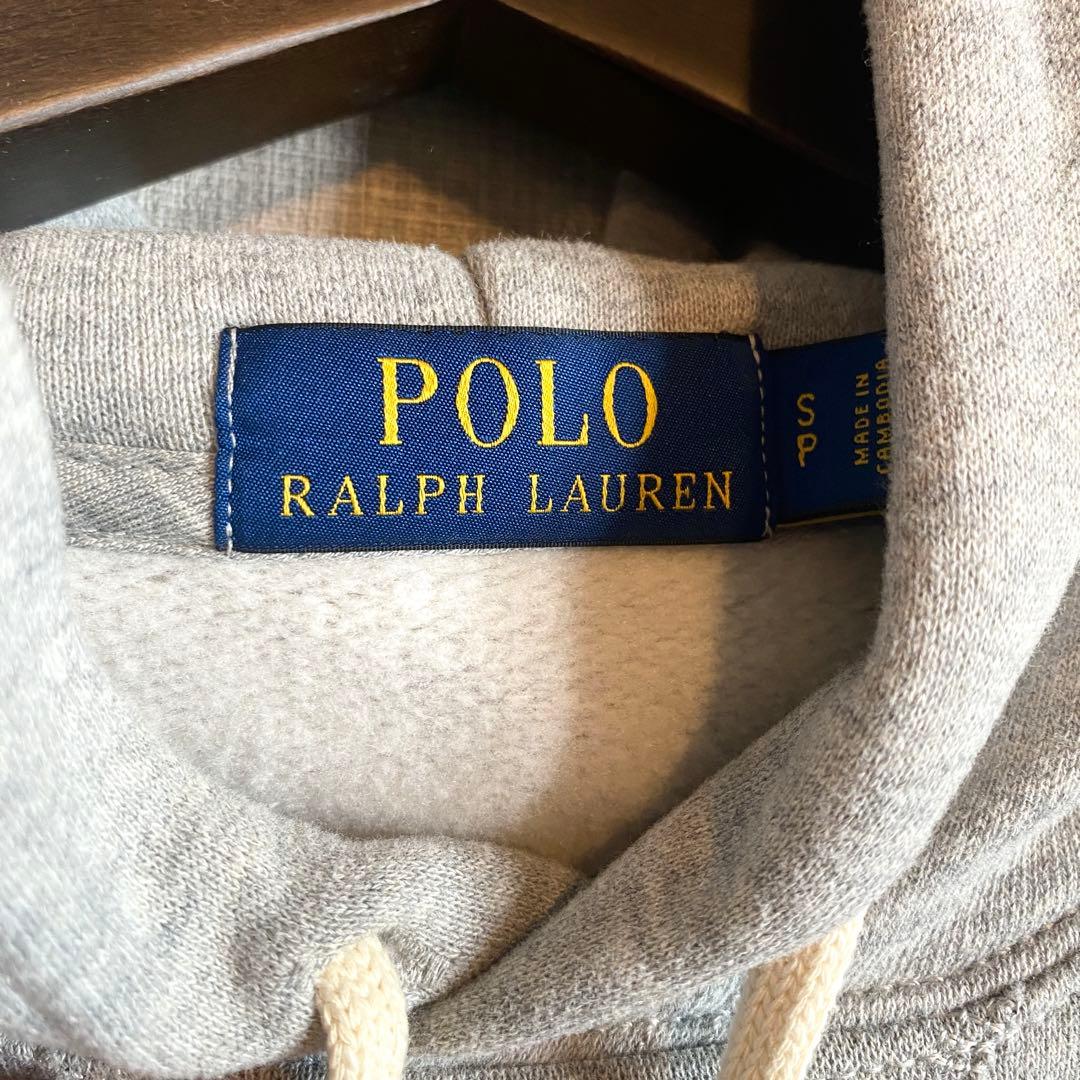 POLO
RALPH LAUREN
S
P
MADE IN
CAMBODIA